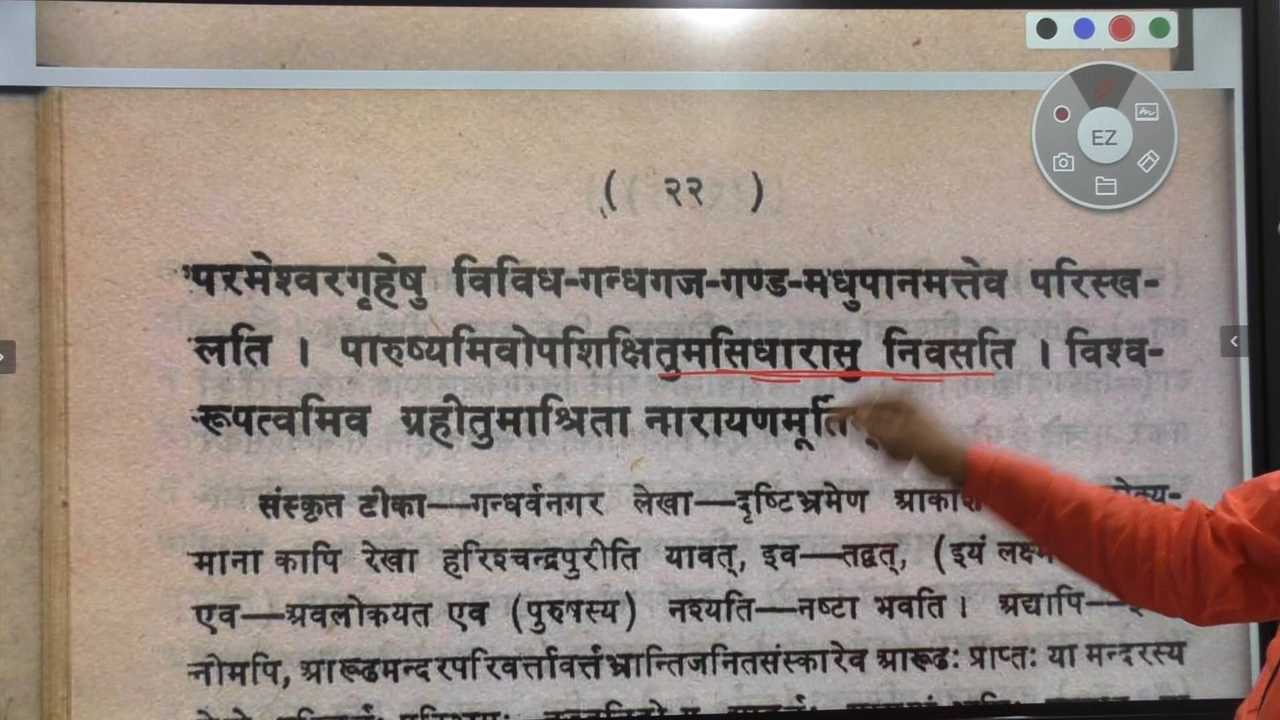 EZ
( २२ )
परमेश्वरगृहेषु विविध-गन्धगज-गण्ड-मधुपानमत्तेव परिस्ख-
लति । पारुष्यमिवोपशिक्षितुमसिधारासु निवसति । विश्व-
रूपत्वमिव ग्रहीतुमाश्रिता नारायणमूर्ति
संस्कृत टीका—गन्धर्वनगर लेखा—दृष्टिभ्रमेण
माना कापि रेखा हरिश्चन्द्रपुरीति यावत्, इव—तद्वत्, (इयं
एव—अवलोकयत एव (पुरुषस्य) नश्यति—नष्टा भवति । अद्यापि—
नीमपि, आरूढमन्दरपरिवर्त्तावर्त्तभ्रान्तिजनितसंस्कारेव आरूढः प्राप्तः या मन्दरस्य